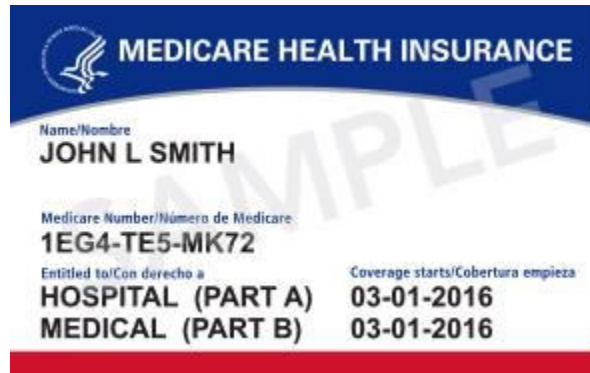 MEDICARE HEALTH INSURANCE
Name/Nombre
JOHN L SMITH
Medicare Number/Número de Medicare
1EG4-TE5-MK72
Entitled to/Con derecho a Coverage starts/Cobertura empieza
HOSPITAL (PART A) 03-01-2016
MEDICAL (PART B) 03-01-2016
SAMPLE